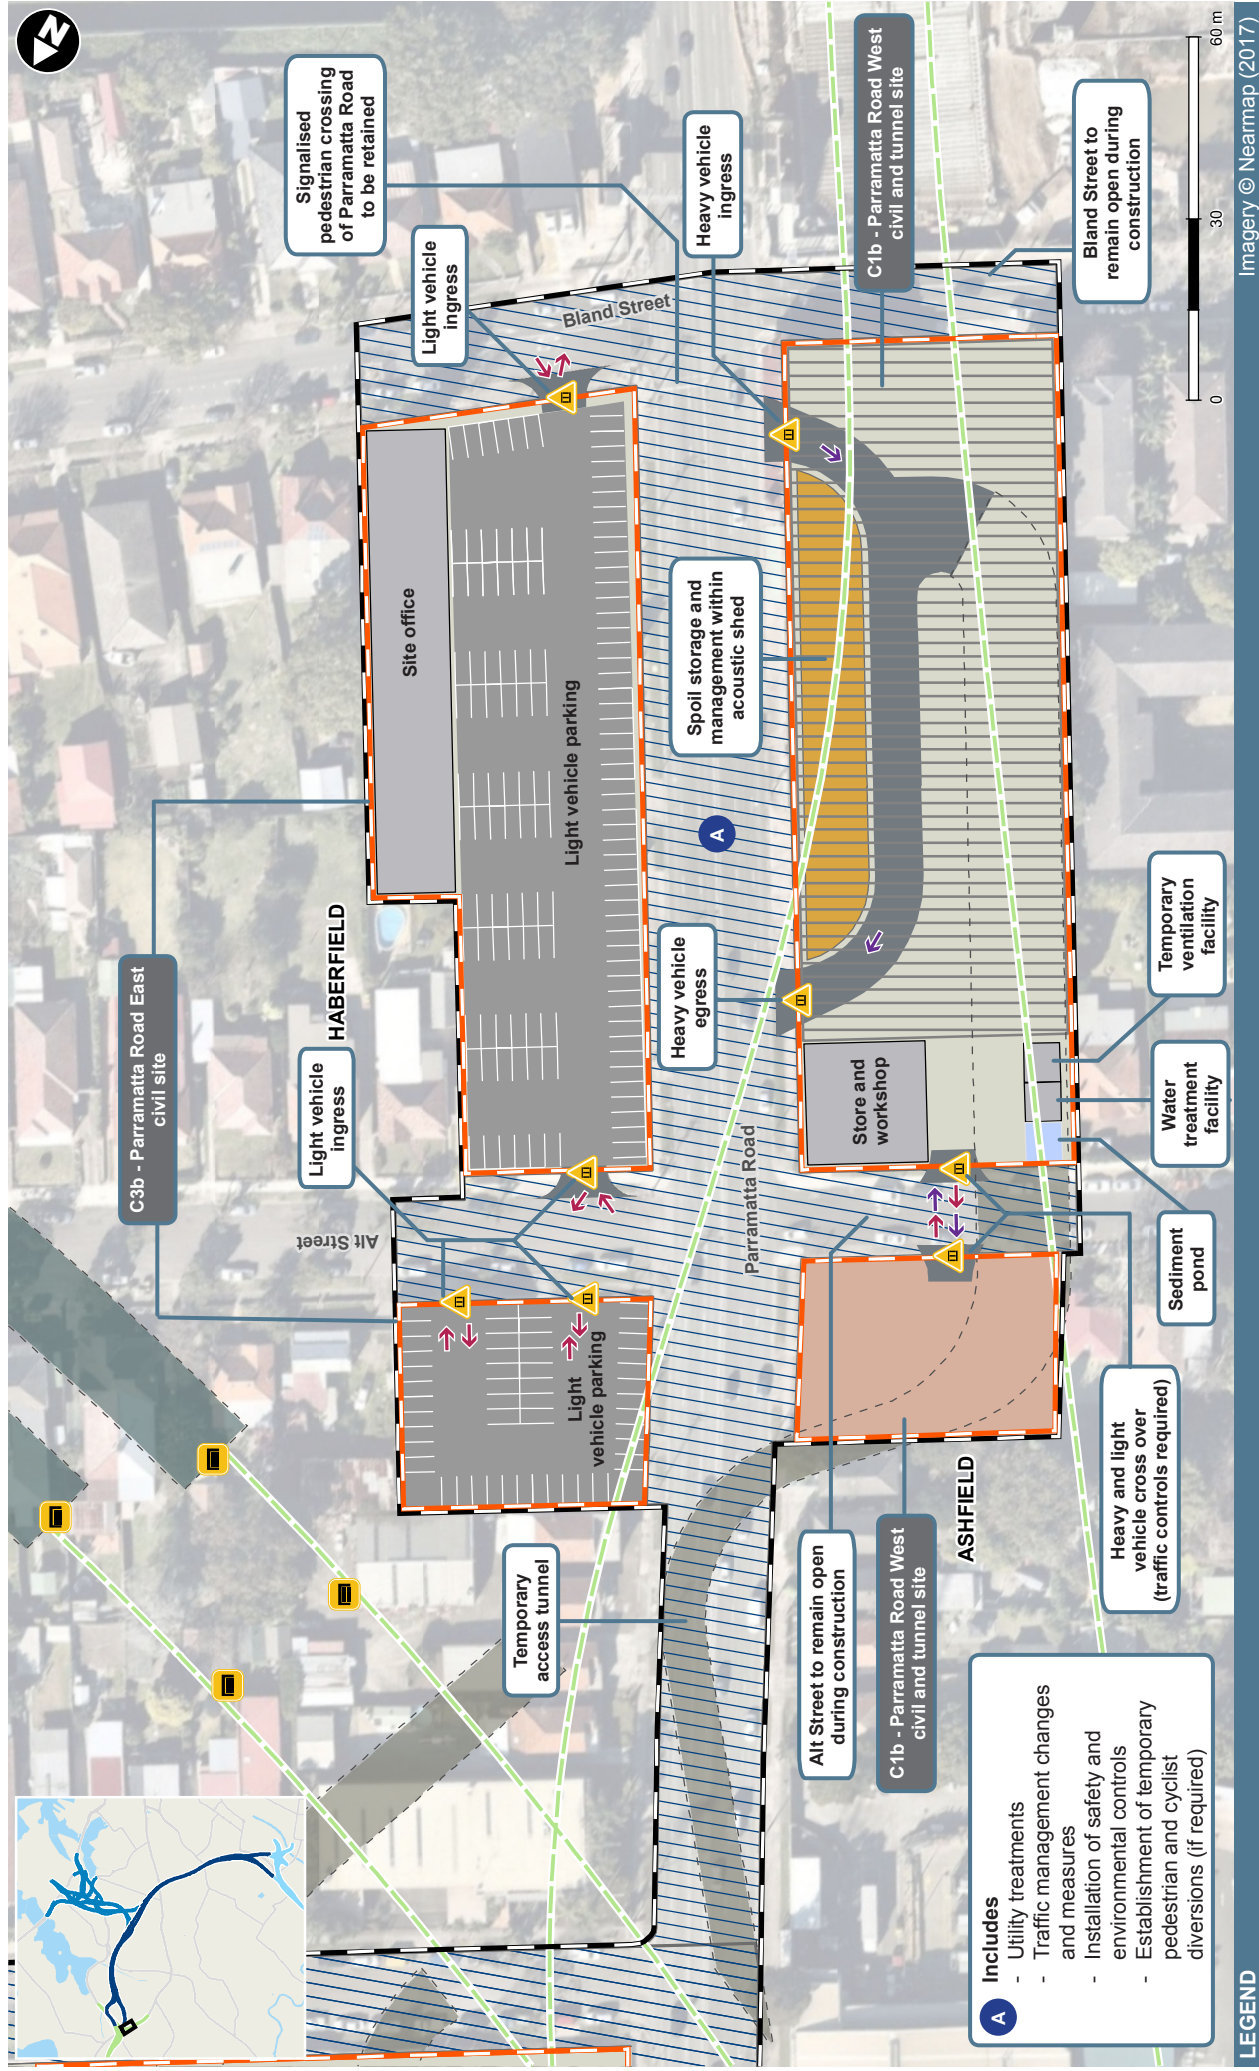 N
Signalised
pedestrian crossing
of Parramatta Road
to be retained
Light vehicle
ingress
Heavy vehicle
ingress
C1b - Parramatta Road West
civil and tunnel site
Bland Street to
remain open during
construction
Bland Street
0
30
60 m
Imagery © Nearmap (2017)
Site office
Light vehicle parking
Spoil storage and
management within
acoustic shed
A
C3b - Parramatta Road East
civil site
HABERFIELD
Light vehicle
ingress
Heavy vehicle
egress
Alt Street
Parramatta Road
Store and
workshop
Temporary
ventilation
facility
Water
treatment
facility
Sediment
pond
Light
vehicle parking
Temporary
access tunnel
Alt Street to remain open
during construction
C1b - Parramatta Road West
civil and tunnel site
ASHFIELD
Heavy and light
vehicle cross over
(traffic controls required)
A Includes
- Utility treatments
- Traffic management changes
and measures
- Installation of safety and
environmental controls
- Establishment of temporary
pedestrian and cyclist
diversions (if required)
LEGEND